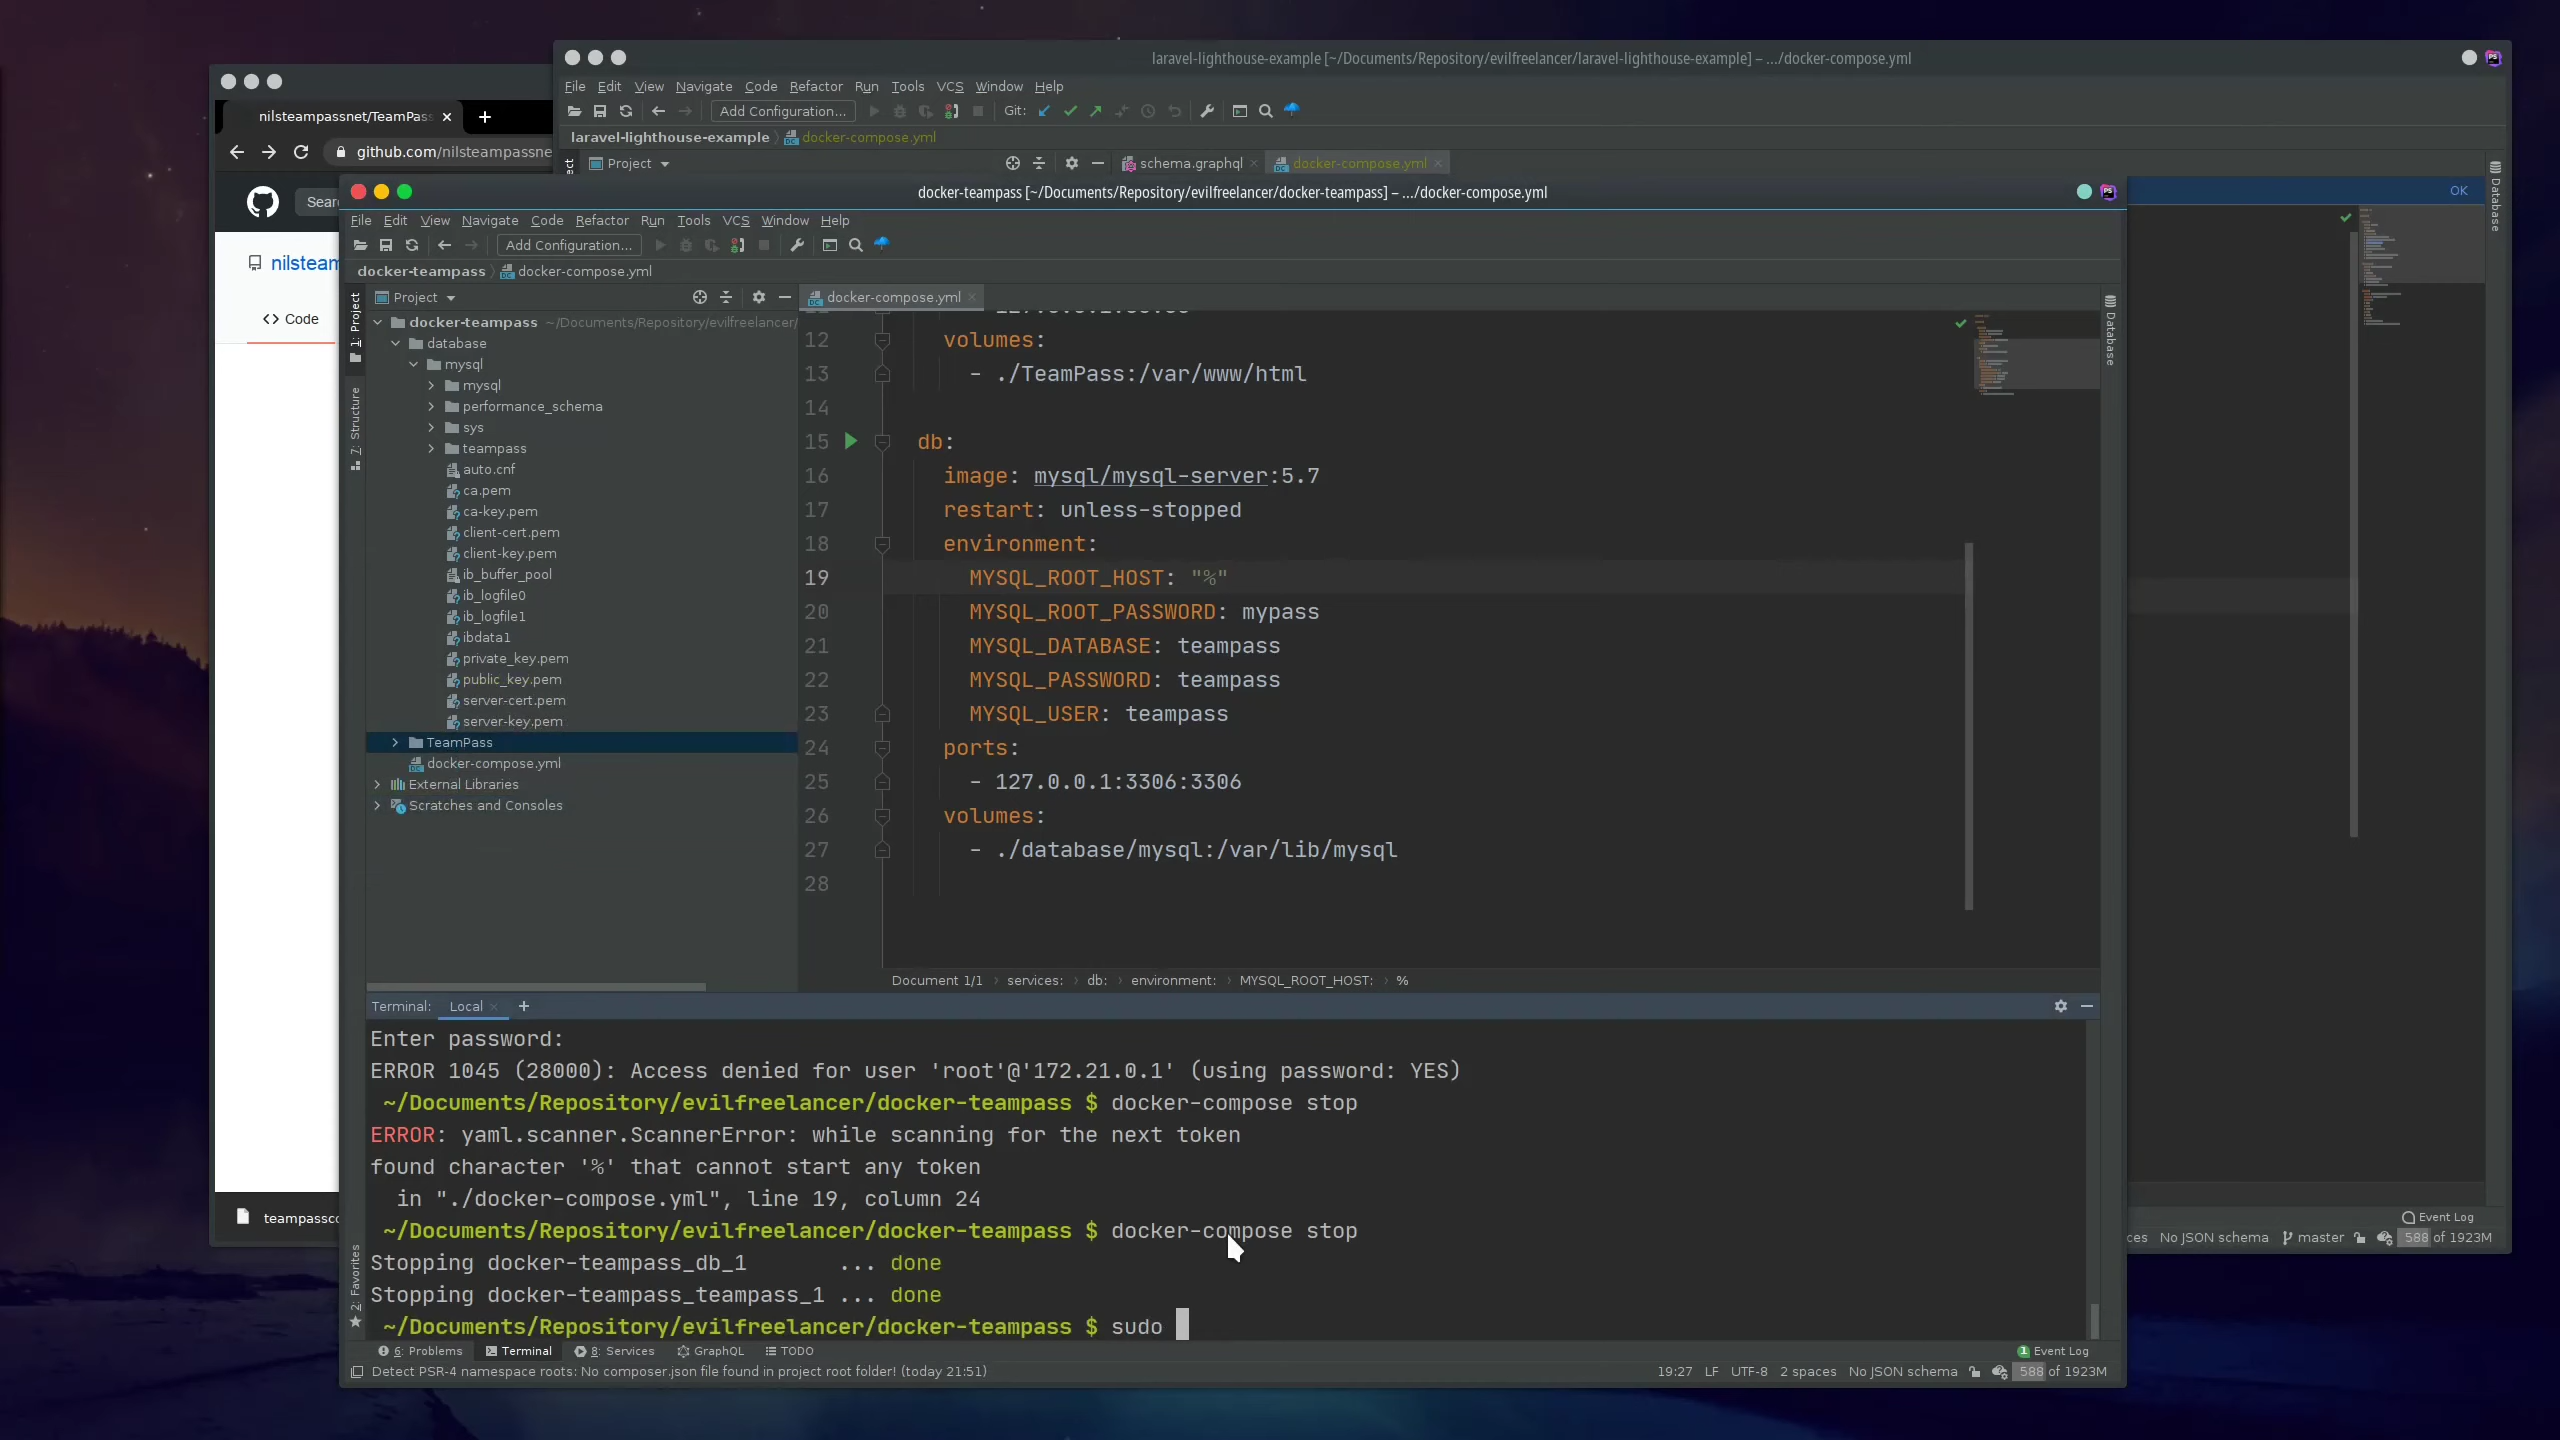 laravel-lighthouse-example [~/Documents/Repository/evilfreelancer/laravel-lighthouse-example] – .../docker-compose.yml
File Edit View Navigate Code Refactor Run Tools VCS Window Help
Add Configuration... Git:
laravel-lighthouse-example docker-compose.yml
Project schema.graphql docker-compose.yml
nilsteampassnet/TeamPass
github.com/nilsteampassne
Sear
nilsteam
Code
teampassco
OK
Database
ces No JSON schema master 588 of 1923M
Event Log
docker-teampass [~/Documents/Repository/evilfreelancer/docker-teampass] – .../docker-compose.yml
File Edit View Navigate Code Refactor Run Tools VCS Window Help
Add Configuration...
docker-teampass docker-compose.yml
1: Project
7: Structure
2: Favorites
Database
Project
docker-teampass ~/Documents/Repository/evilfreelancer/
database
mysql
mysql
performance_schema
sys
teampass
auto.cnf
ca.pem
ca-key.pem
client-cert.pem
client-key.pem
ib_buffer_pool
ib_logfile0
ib_logfile1
ibdata1
private_key.pem
public_key.pem
server-cert.pem
server-key.pem
TeamPass
docker-compose.yml
External Libraries
Scratches and Consoles
docker-compose.yml
12 volumes:
13 - ./TeamPass:/var/www/html
14
15 db:
16 image: mysql/mysql-server:5.7
17 restart: unless-stopped
18 environment:
19 MYSQL_ROOT_HOST: "%"
20 MYSQL_ROOT_PASSWORD: mypass
21 MYSQL_DATABASE: teampass
22 MYSQL_PASSWORD: teampass
23 MYSQL_USER: teampass
24 ports:
25 - 127.0.0.1:3306:3306
26 volumes:
27 - ./database/mysql:/var/lib/mysql
28
Document 1/1 services: db: environment: MYSQL_ROOT_HOST: %
Terminal: Local
Enter password:
ERROR 1045 (28000): Access denied for user 'root'@'172.21.0.1' (using password: YES)
~/Documents/Repository/evilfreelancer/docker-teampass $ docker-compose stop
ERROR: yaml.scanner.ScannerError: while scanning for the next token
found character '%' that cannot start any token
in "./docker-compose.yml", line 19, column 24
~/Documents/Repository/evilfreelancer/docker-teampass $ docker-compose stop
Stopping docker-teampass_db_1 ... done
Stopping docker-teampass_teampass_1 ... done
~/Documents/Repository/evilfreelancer/docker-teampass $ sudo
6: Problems Terminal 8: Services GraphQL TODO 1 Event Log
Detect PSR-4 namespace roots: No composer.json file found in project root folder! (today 21:51) 19:27 LF UTF-8 2 spaces No JSON schema 588 of 1923M